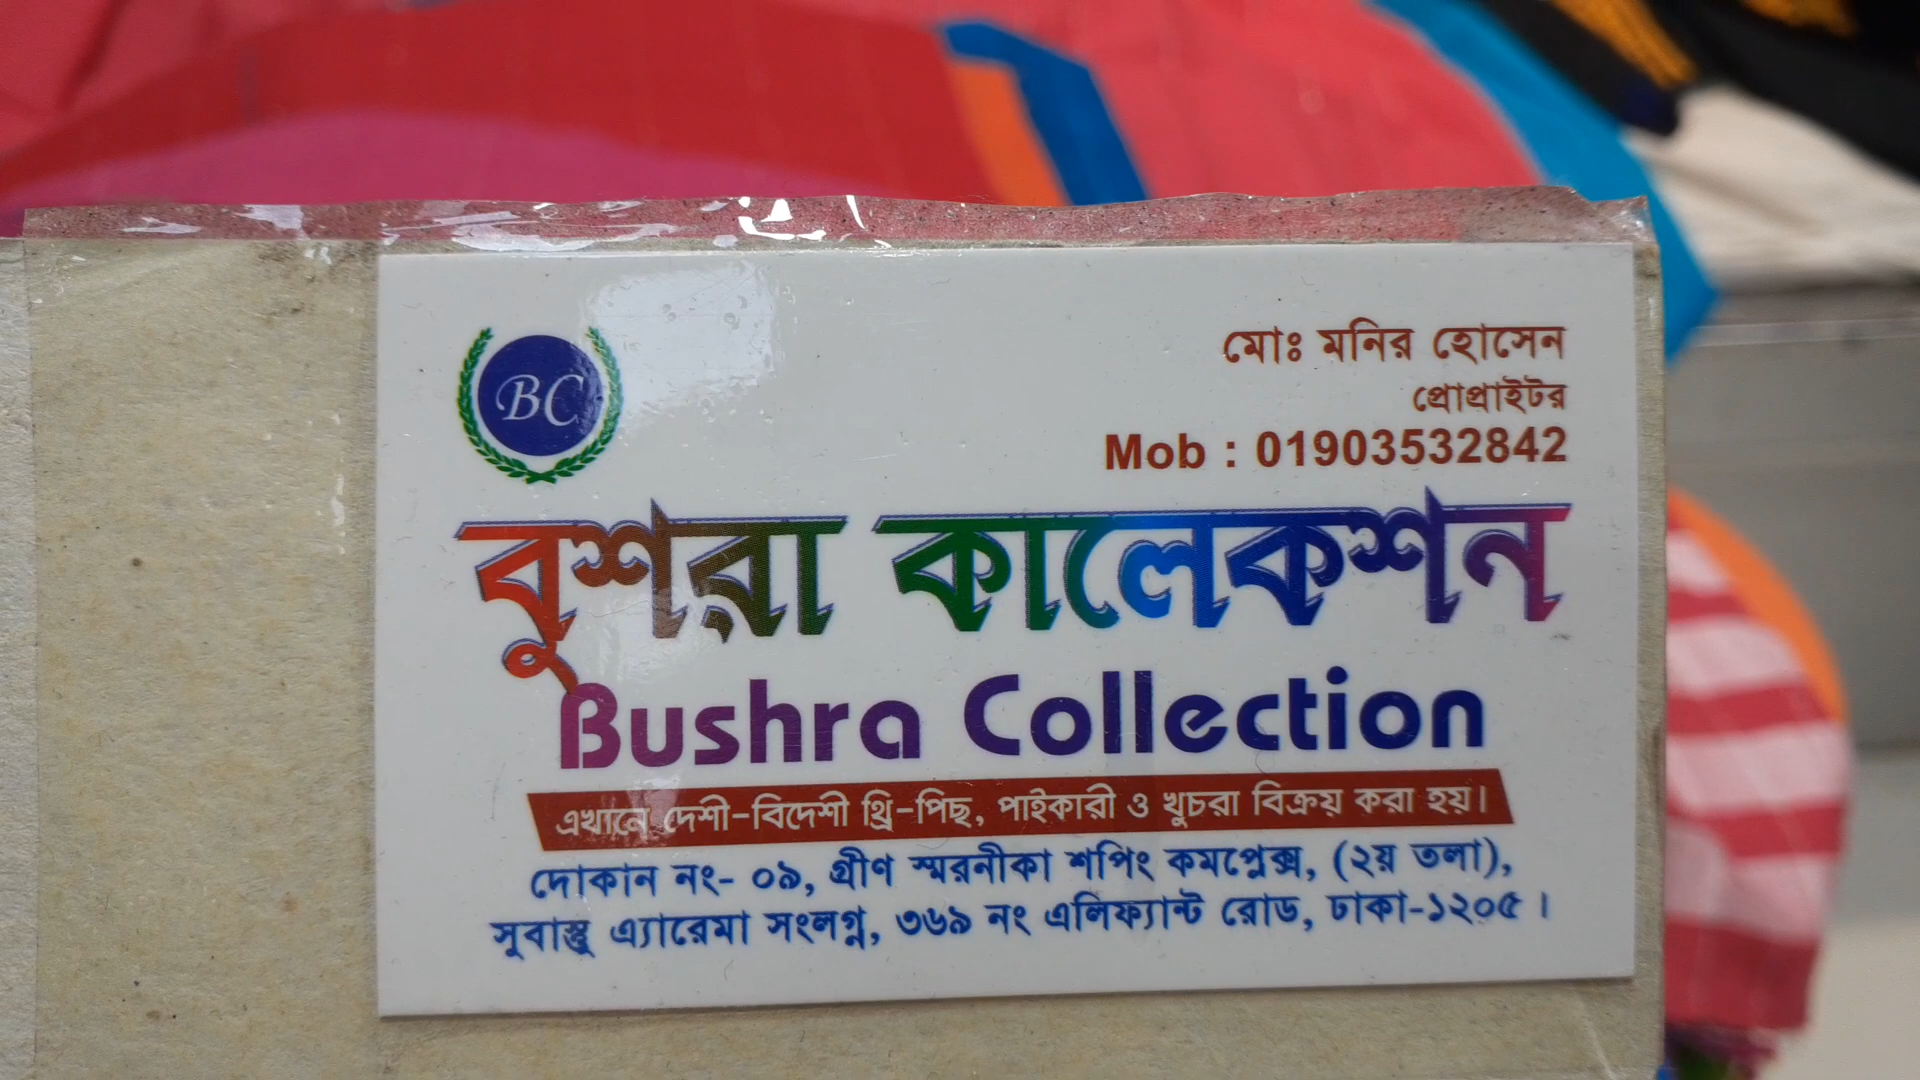 BC
মোঃ মনির হোসেন
প্রোপ্রাইটর
Mob : 01903532842
বুশরা কালেকশন
Bushra Collection
এখানে দেশী-বিদেশী থ্রি-পিছ, পাইকারী ও খুচরা বিক্রয় করা হয়।
দোকান নং- ০৯, গ্রীণ স্মরনীকা শপিং কমপ্লেক্স, (২য় তলা),
সুবাস্তু এ্যারেমা সংলগ্ন, ৩৬৯ নং এলিফ্যান্ট রোড, ঢাকা-১২০৫ ।